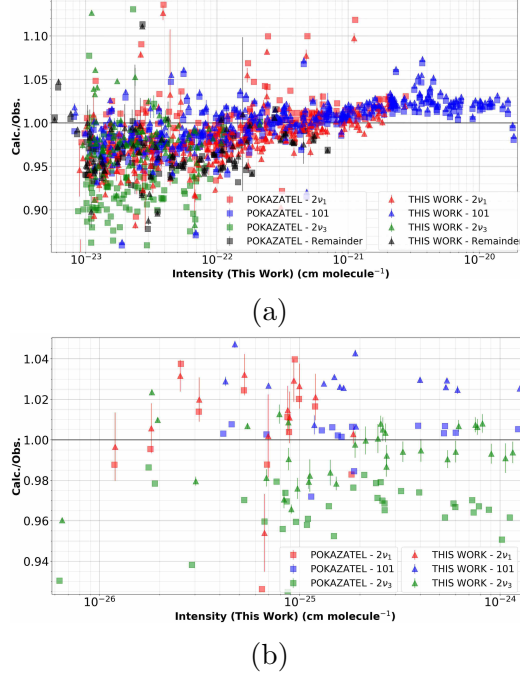 1.10
1.05
1.00
0.95
0.90
Calc./Obs.
POKAZATEL - 2ν₁
POKAZATEL - 101
POKAZATEL - 2ν₃
POKAZATEL - Remainder
THIS WORK - 2ν₁
THIS WORK - 101
THIS WORK - 2ν₃
THIS WORK - Remainder
10⁻²³ 10⁻²² 10⁻²¹ 10⁻²⁰
Intensity (This Work) (cm molecule⁻¹)
(a)
1.04
1.02
1.00
0.98
0.96
0.94
Calc./Obs.
POKAZATEL - 2ν₁
POKAZATEL - 101
POKAZATEL - 2ν₃
THIS WORK - 2ν₁
THIS WORK - 101
THIS WORK - 2ν₃
10⁻²⁶ 10⁻²⁵ 10⁻²⁴
Intensity (This Work) (cm molecule⁻¹)
(b)